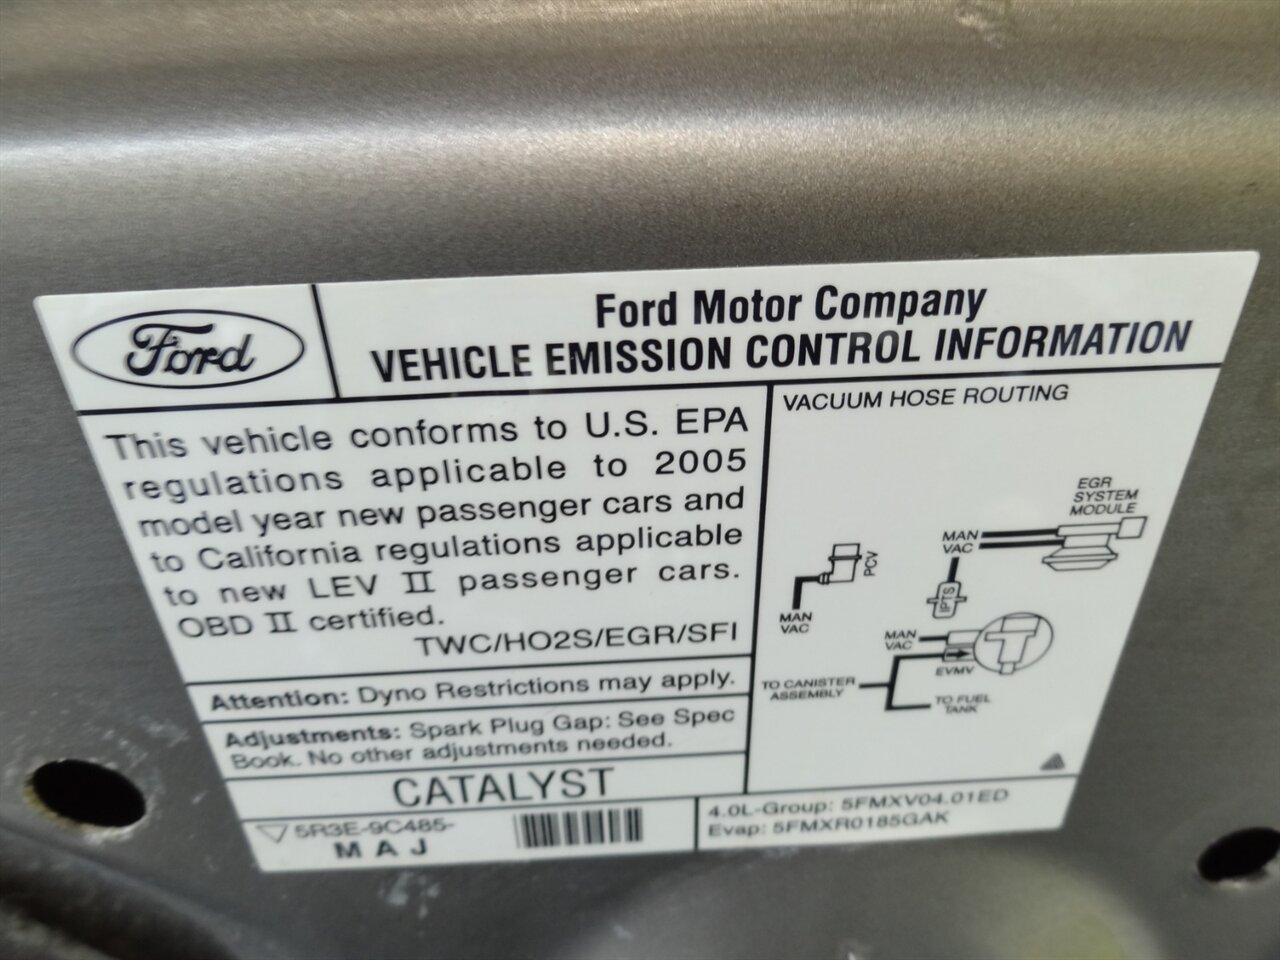 Ford
Ford Motor Company
VEHICLE EMISSION CONTROL INFORMATION
This vehicle conforms to U.S. EPA
regulations applicable to 2005
model year new passenger cars and
to California regulations applicable
to new LEV II passenger cars.
OBD II certified.
TWC/HO2S/EGR/SFI
Attention: Dyno Restrictions may apply.
Adjustments: Spark Plug Gap: See Spec
Book. No other adjustments needed.
CATALYST
5R3E-9C485-
M A J
VACUUM HOSE ROUTING
EGR
SYSTEM
MODULE
MAN
VAC
PCV
MAN
VAC
IPTS
MAN
VAC
EVMV
TO CANISTER
ASSEMBLY
TO FUEL
TANK
4.0L-Group: 5FMXV04.01ED
Evap: 5FMXR0185GAK